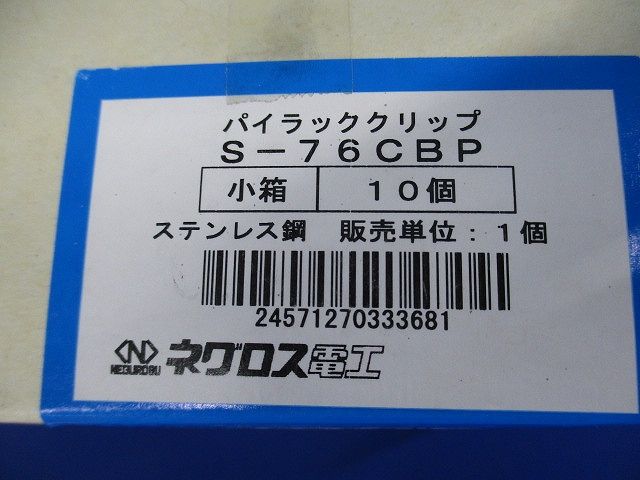 パイラッククリップ
S－76CBP
小箱 10個
ステンレス鋼 販売単位：1個
24571270333681
NEGUROSU ネグロス電工